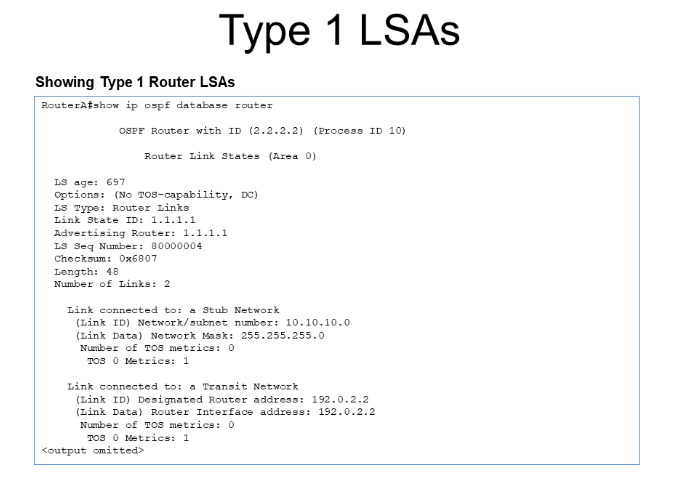 Type 1 LSAs
Showing Type 1 Router LSAs
RouterA#show ip ospf database router
OSPF Router with ID (2.2.2.2) (Process ID 10)
Router Link States (Area 0)
LS age: 697
Options: (No TOS-capability, DC)
LS Type: Router Links
Link State ID: 1.1.1.1
Advertising Router: 1.1.1.1
LS Seq Number: 80000004
Checksum: 0x6807
Length: 48
Number of Links: 2
Link connected to: a Stub Network
(Link ID) Network/subnet number: 10.10.10.0
(Link Data) Network Mask: 255.255.255.0
Number of TOS metrics: 0
TOS 0 Metrics: 1
Link connected to: a Transit Network
(Link ID) Designated Router address: 192.0.2.2
(Link Data) Router Interface address: 192.0.2.2
Number of TOS metrics: 0
TOS 0 Metrics: 1
<output omitted>